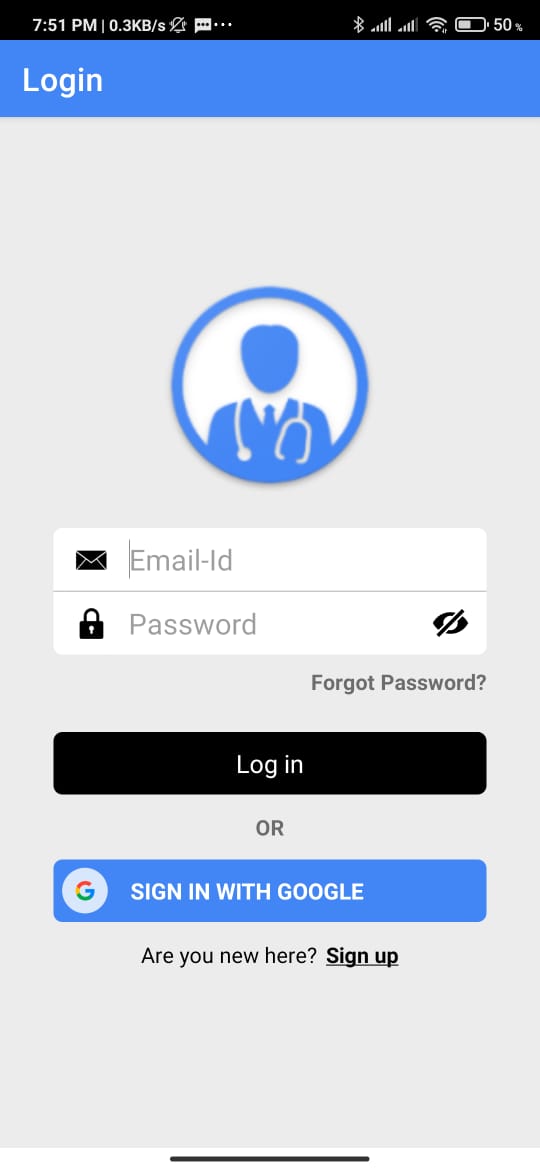 7:51 PM | 0.3KB/s ... 50 %
Login
Email-Id
Password
Forgot Password?
Log in
OR
G SIGN IN WITH GOOGLE
Are you new here? Sign up